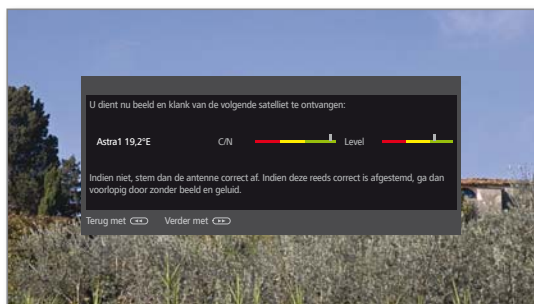 U dient nu beeld en klank van de volgende satelliet te ontvangen:
Astra1 19,2°E C/N Level
Indien niet, stem dan de antenne correct af. Indien deze reeds correct is afgestemd, ga dan
voorlopig door zonder beeld en geluid.
Terug met Verder met